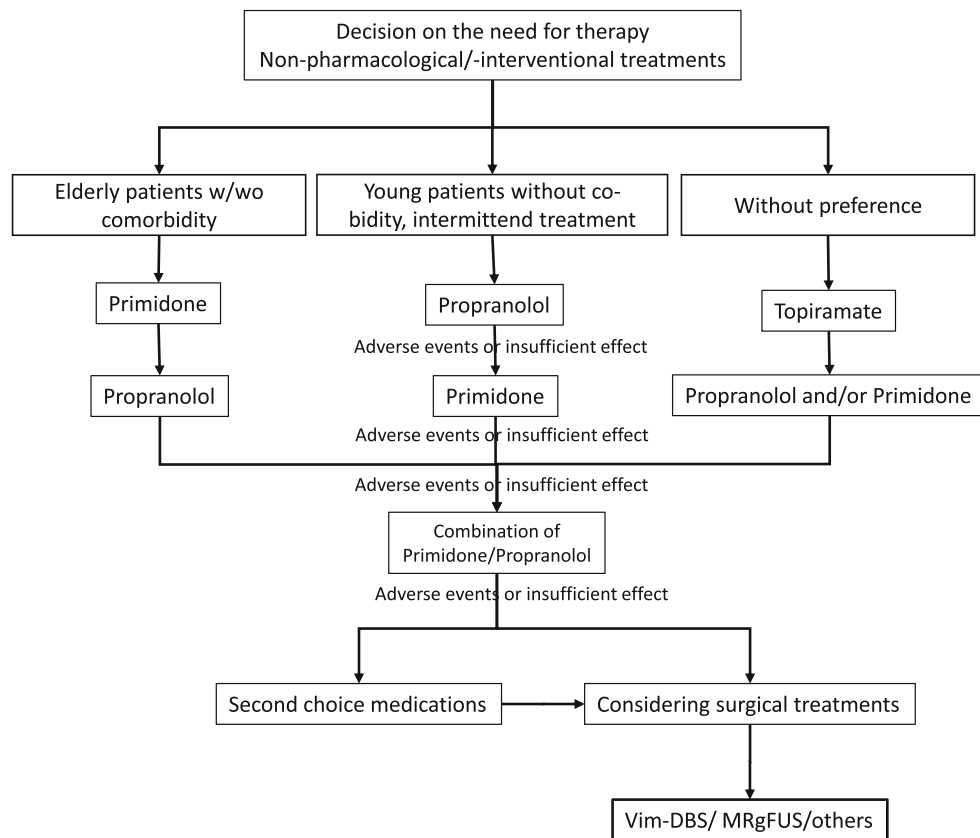 Decision on the need for therapy
Non-pharmacological/-interventional treatments
Elderly patients w/wo
comorbidity
Young patients without co-
bidity, intermittend treatment
Without preference
Primidone
Propranolol
Topiramate
Adverse events or insufficient effect
Propranolol
Primidone
Propranolol and/or Primidone
Adverse events or insufficient effect
Adverse events or insufficient effect
Combination of
Primidone/Propranolol
Adverse events or insufficient effect
Second choice medications
Considering surgical treatments
Vim-DBS/ MRgFUS/others